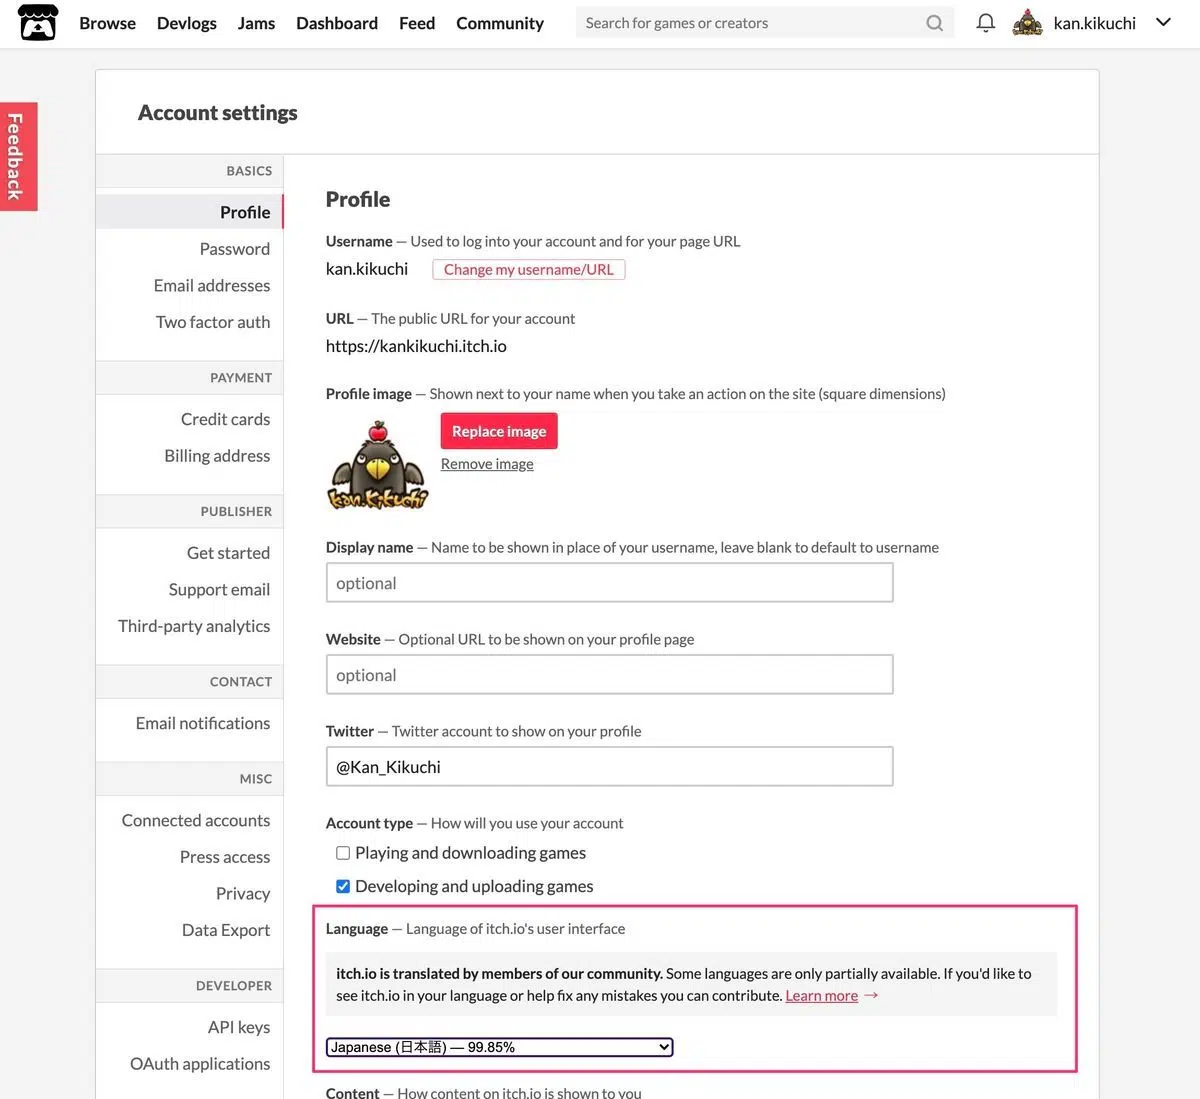 Browse Devlogs Jams Dashboard Feed Community Search for games or creators kan.kikuchi
Feedback
Account settings
BASICS
Profile
Password
Email addresses
Two factor auth
PAYMENT
Credit cards
Billing address
PUBLISHER
Get started
Support email
Third-party analytics
CONTACT
Email notifications
MISC
Connected accounts
Press access
Privacy
Data Export
DEVELOPER
API keys
OAuth applications
Profile
Username — Used to log into your account and for your page URL
kan.kikuchi Change my username/URL
URL — The public URL for your account
https://kankikuchi.itch.io
Profile image — Shown next to your name when you take an action on the site (square dimensions)
kan.kikuchi
Replace image
Remove image
Display name — Name to be shown in place of your username, leave blank to default to username
optional
Website — Optional URL to be shown on your profile page
optional
Twitter — Twitter account to show on your profile
@Kan_Kikuchi
Account type — How will you use your account
Playing and downloading games
Developing and uploading games
Language — Language of itch.io's user interface
itch.io is translated by members of our community. Some languages are only partially available. If you'd like to
see itch.io in your language or help fix any mistakes you can contribute. Learn more →
Japanese (日本語) — 99.85%
Content — How content on itch.io is shown to you